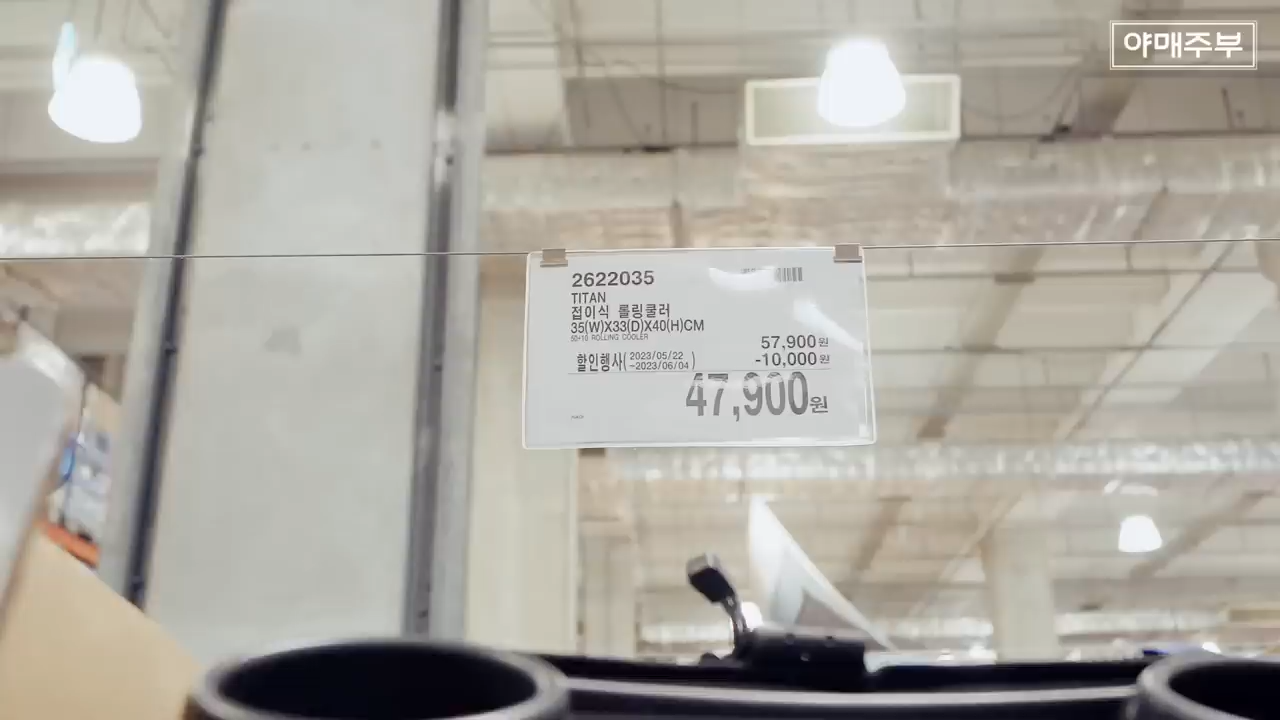 야매주부
2622035
TITAN
접이식 롤링쿨러
35(W)X33(D)X40(H)CM
50+10 ROLLING COOLER
57,900원
할인행사(2023/05/22 ~2023/06/04) -10,000원
47,900원